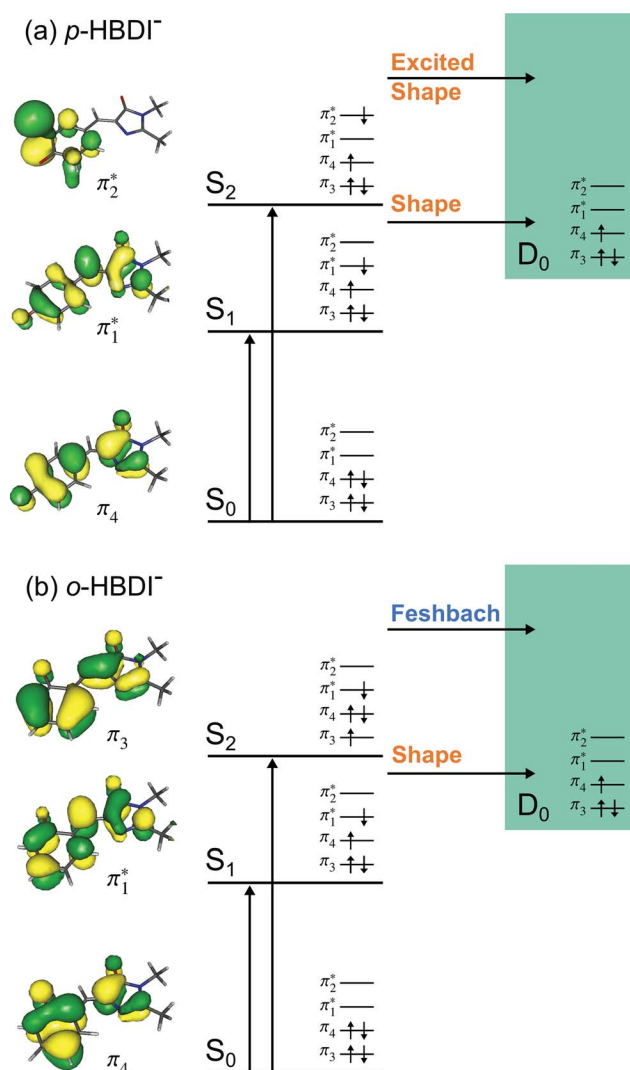 (a) p-HBDI⁻
π₂*
π₁*
π₄
Excited
Shape
Shape
S₂
π₂*
π₁*
π₄
π₃
S₁
π₂*
π₁*
π₄
π₃
S₀
π₂*
π₁*
π₄
π₃
D₀
π₂*
π₁*
π₄
π₃
(b) o-HBDI⁻
π₃
π₁*
π₄
Feshbach
Shape
S₂
π₂*
π₁*
π₄
π₃
S₁
π₂*
π₁*
π₄
π₃
S₀
π₂*
π₁*
π₄
π₃
D₀
π₂*
π₁*
π₄
π₃